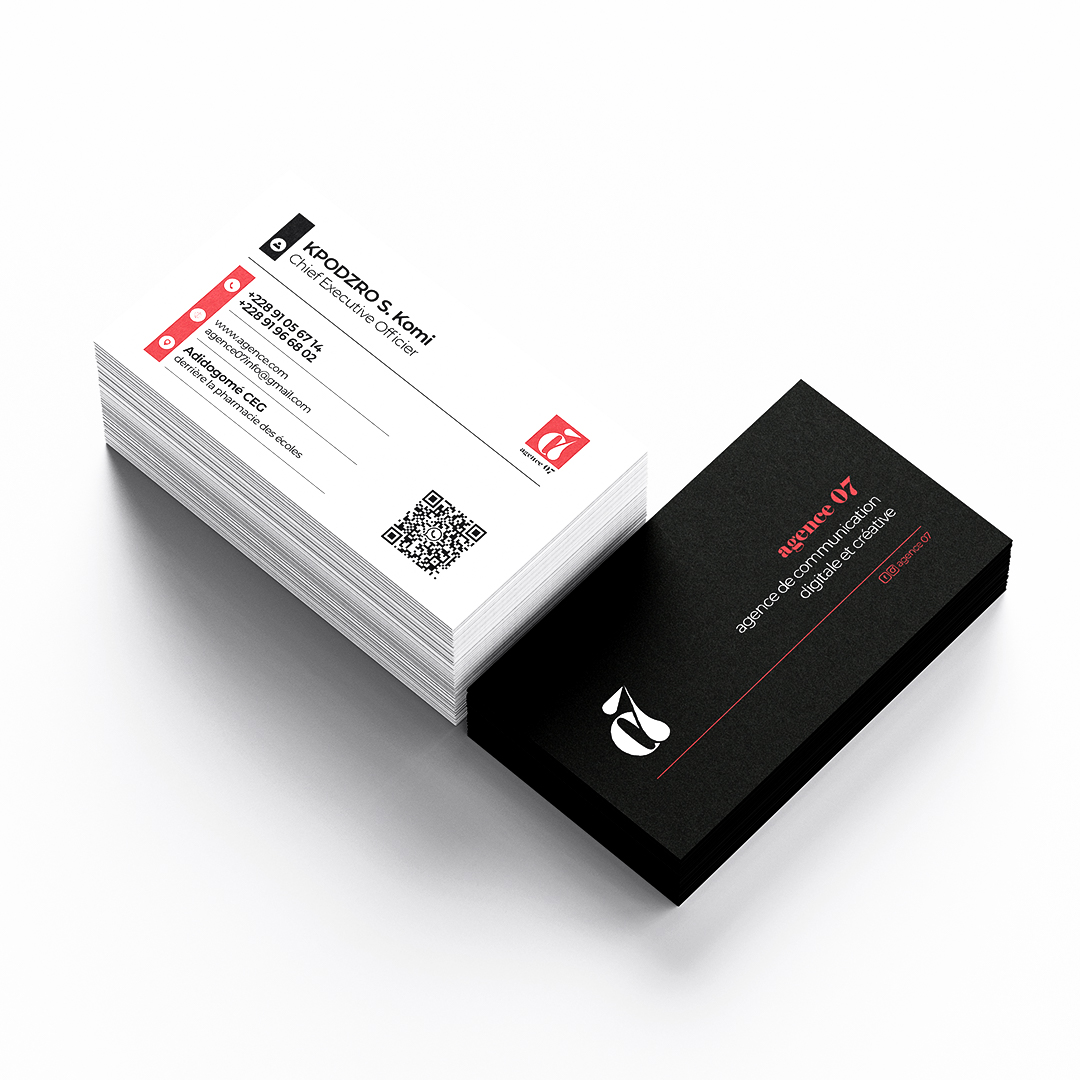 KPODZRO S. Komi
Chief Executive Officier
+228 91 05 67 14
+228 91 96 68 02
www.agence.com
agence07info@gmail.com
Adidogomé CEG
derrière la pharmacie des écoles
agence 07
agence 07
agence de communication
digitale et créative
agence 07